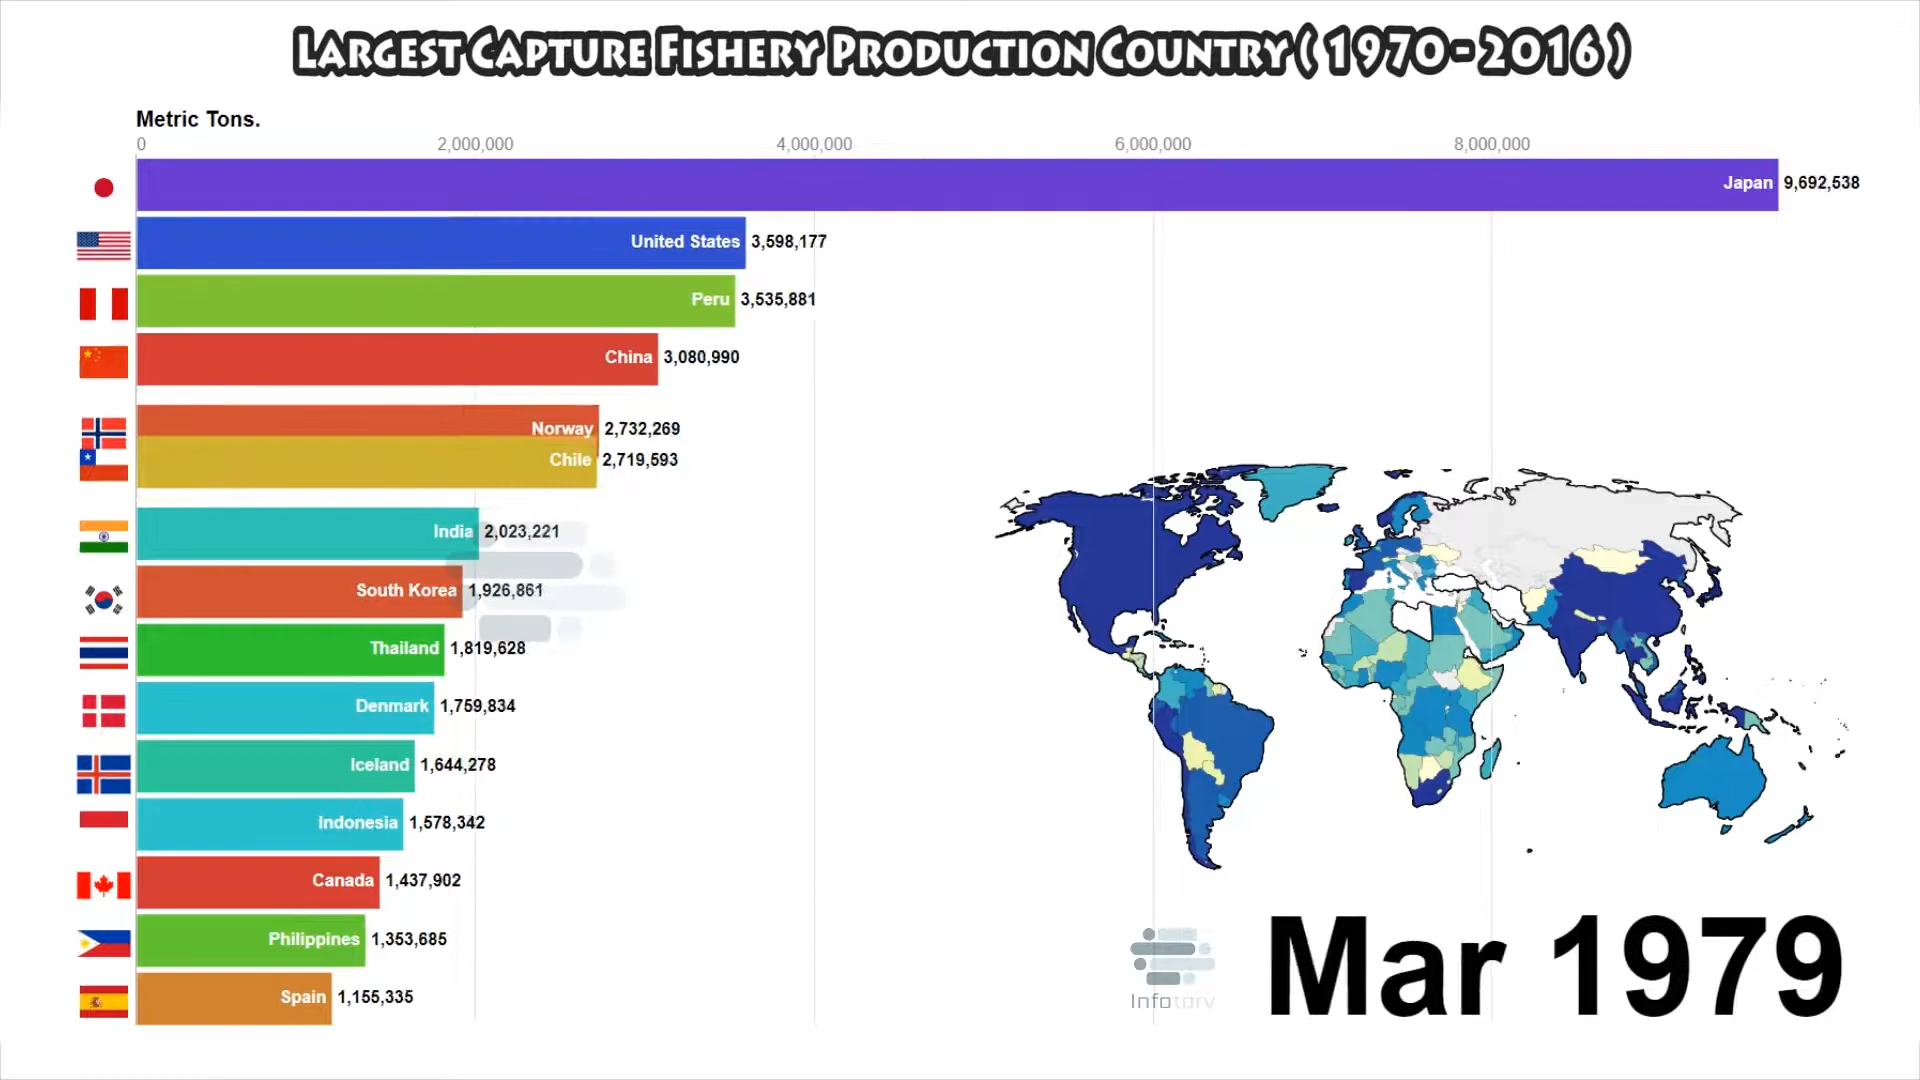 LARGEST CAPTURE FISHERY PRODUCTION COUNTRY ( 1970 - 2016 )
Metric Tons.
0 2,000,000 4,000,000 6,000,000 8,000,000
Japan 9,692,538
United States 3,598,177
Peru 3,535,881
China 3,080,990
Norway 2,732,269
Chile 2,719,593
India 2,023,221
South Korea 1,926,861
Thailand 1,819,628
Denmark 1,759,834
Iceland 1,644,278
Indonesia 1,578,342
Canada 1,437,902
Philippines 1,353,685
Spain 1,155,335
Infotory
Mar 1979